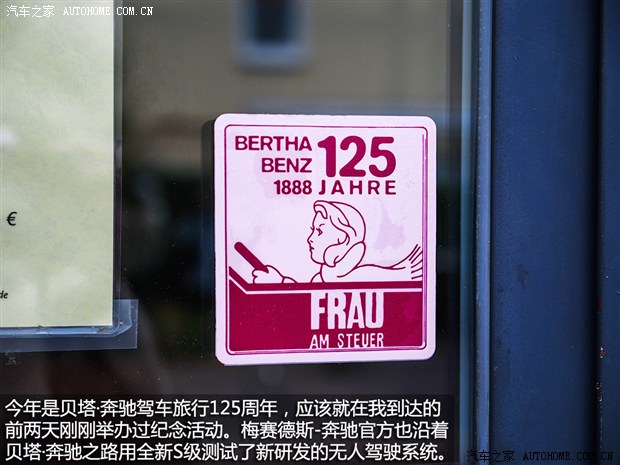 汽车之家 AUTOHOME.COM.CN
汽车之家 AUTOHOME.COM.CN
BERTHA
BENZ
125
1888 JAHRE
€
de
FRAU
AM STEUER
今年是贝塔·奔驰驾车旅行125周年，应该就在我到达的
前两天刚刚举办过纪念活动。梅赛德斯-奔驰官方也沿着
贝塔·奔驰之路用全新S级测试了新研发的无人驾驶系统。